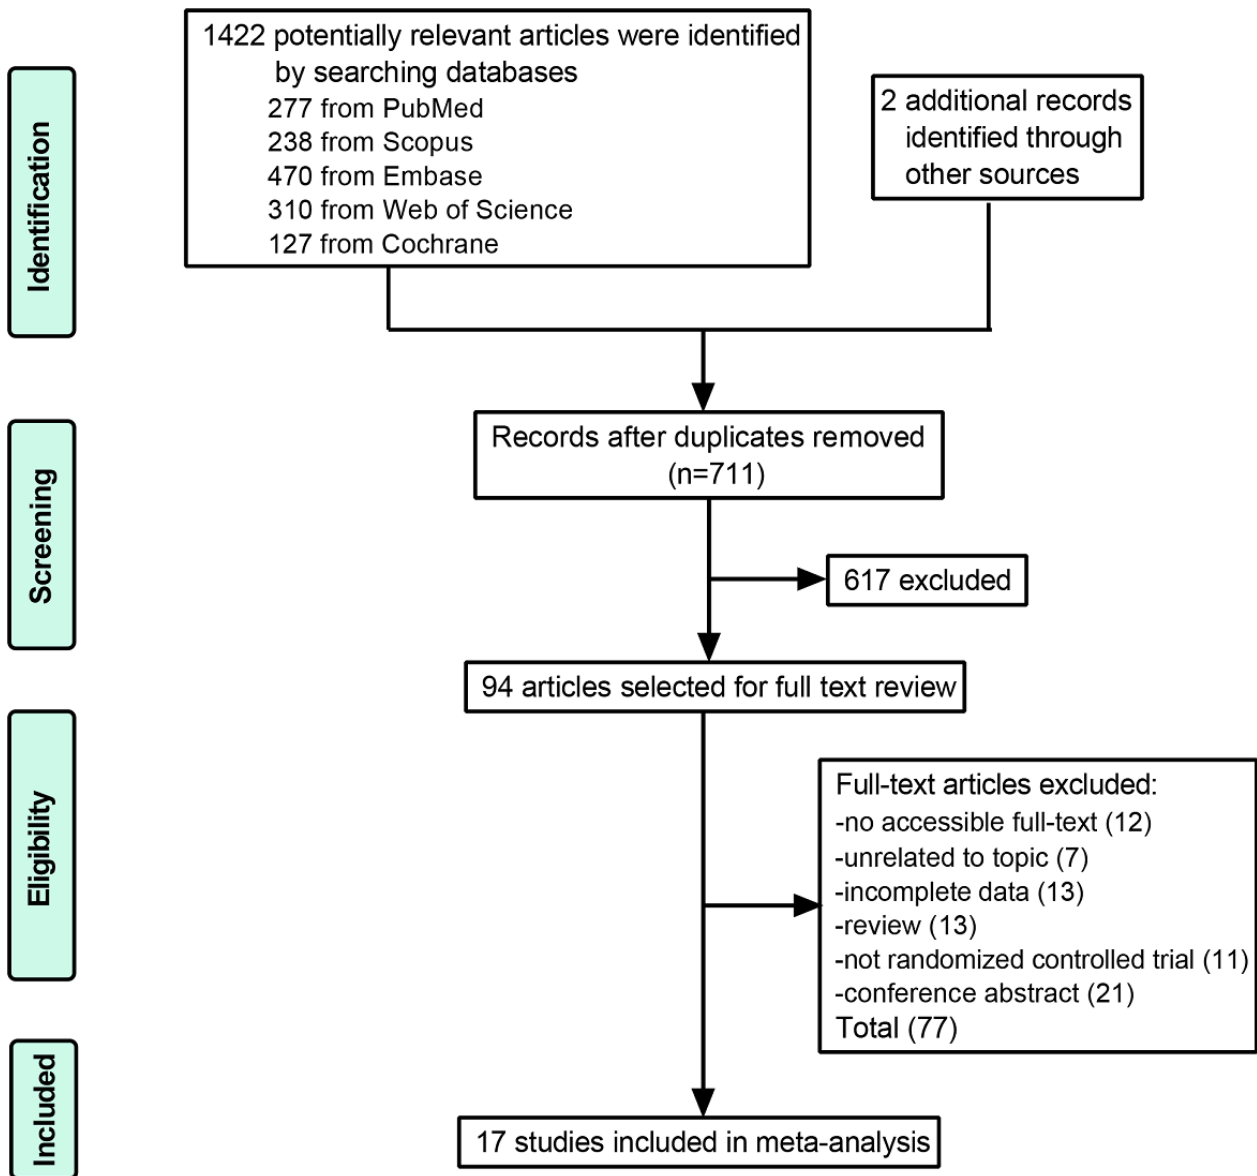 1422 potentially relevant articles were identified
by searching databases
277 from PubMed
238 from Scopus
470 from Embase
310 from Web of Science
127 from Cochrane
2 additional records
identified through
other sources
Identification
Records after duplicates removed
(n=711)
Screening
617 excluded
94 articles selected for full text review
Eligibility
Full-text articles excluded:
-no accessible full-text (12)
-unrelated to topic (7)
-incomplete data (13)
-review (13)
-not randomized controlled trial (11)
-conference abstract (21)
Total (77)
Included
17 studies included in meta-analysis